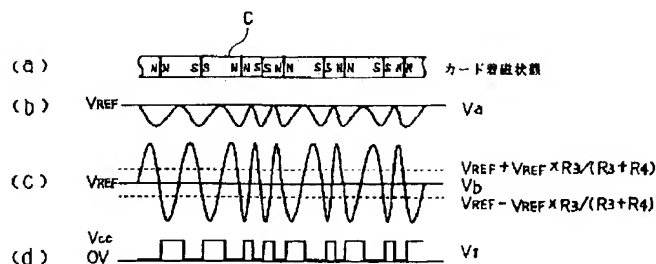 C
(a) N N S S N N S S N N S S N N S S N N カード着磁状態
(b) VREF Va
VREF+VREF×R3/(R3+R4)
(c) VREF Vb
VREF-VREF×R3/(R3+R4)
Vcc
(d) 0V VT